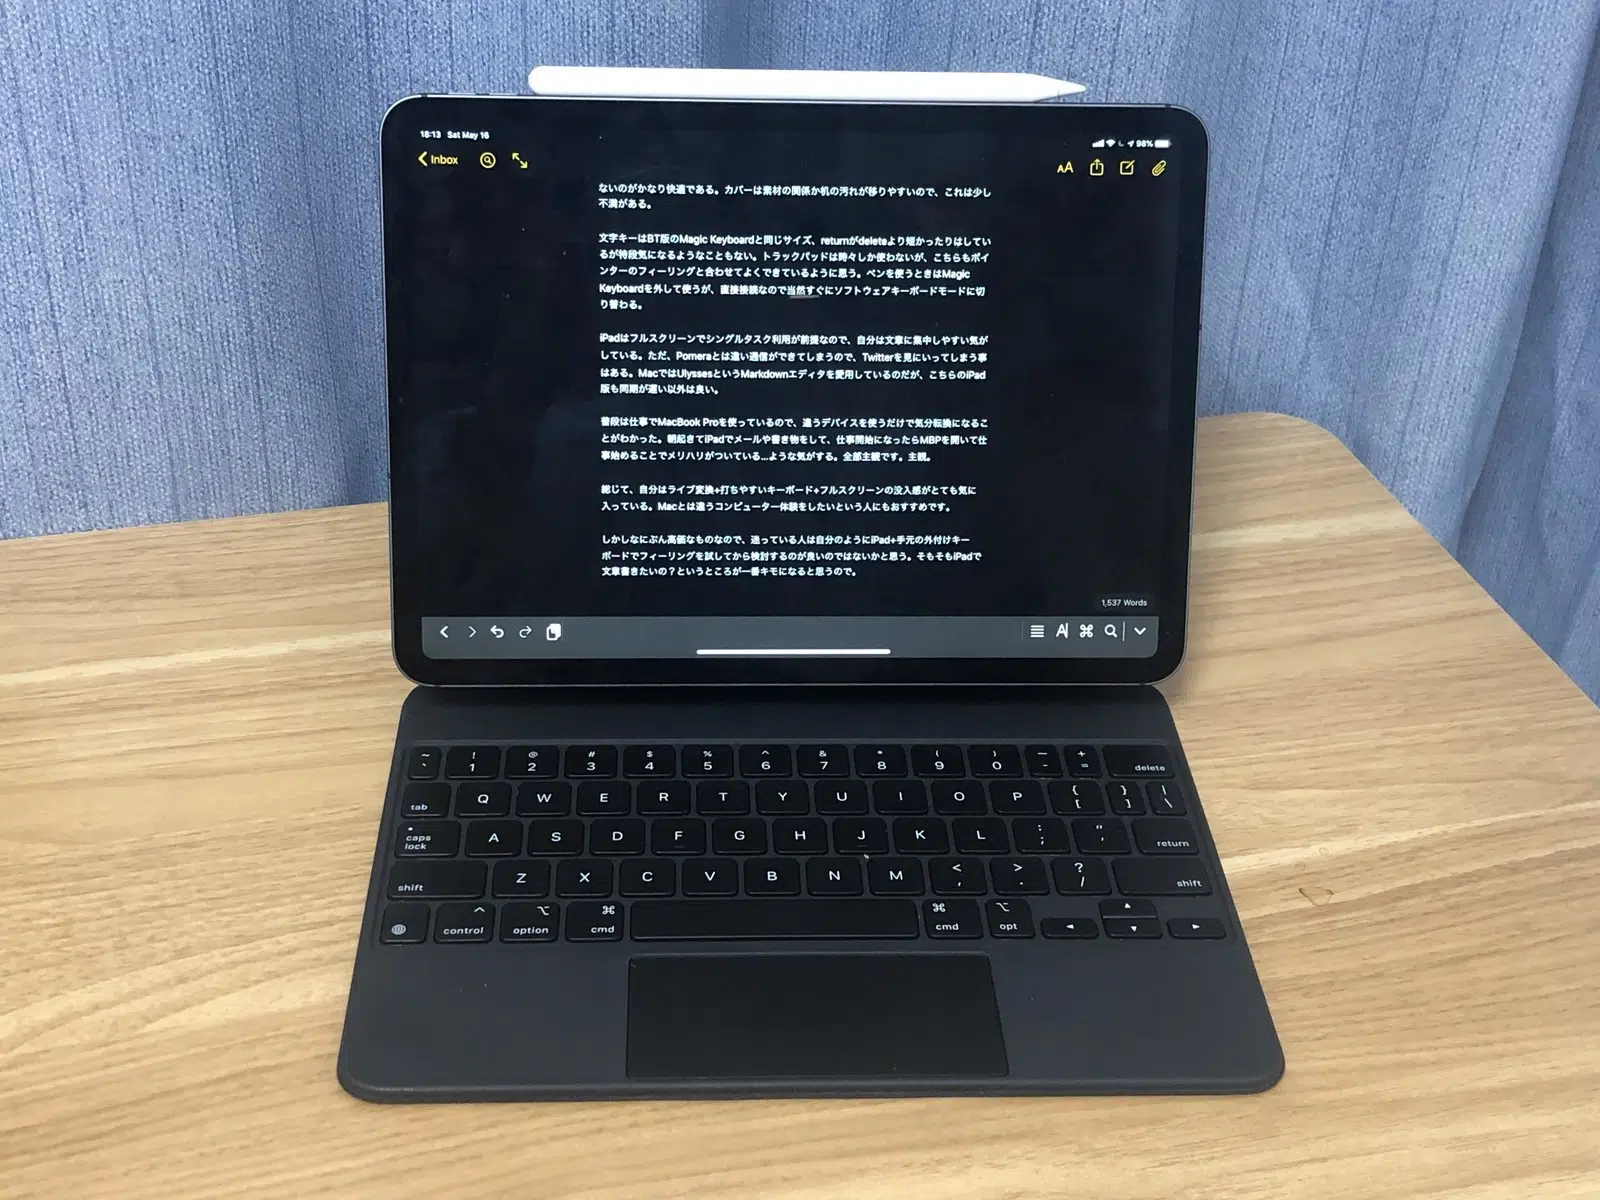 18:13 Sat May 16
98%
Inbox
AA
ないのがかなり快適である。カバーは素材の関係か机の汚れが移りやすいので、これは少し
不満がある。
文字キーはBT版のMagic Keyboardと同じサイズ、returnがdeleteより短かったりはしてい
るが特段気になるようなこともない。トラックパッドは時々しか使わないが、こちらもポイ
ンターのフィーリングと合わせてよくできているように思う。ペンを使うときはMagic
Keyboardを外して使うが、直接接続なので当然すぐにソフトウェアキーボードモードに切
り替わる。
iPadはフルスクリーンでシングルタスク利用が前提なので、自分は文章に集中しやすい気が
している。ただ、Pomeraとは違い通信ができてしまうので、Twitterを見にいってしまう事
はある。MacではUlyssesというMarkdownエディタを愛用しているのだが、こちらのiPad
版も同期が遅い以外は良い。
普段は仕事でMacBook Proを使っているので、違うデバイスを使うだけで気分転換になるこ
とがわかった。朝起きてiPadでメールや書き物をして、仕事開始になったらMBPを開いて仕
事始めることでメリハリがついている...ような気がする。全部主観です。主観。
総じて、自分はライブ変換+打ちやすいキーボード+フルスクリーンの没入感がとても気に
入っている。Macとは違うコンピューター体験をしたいという人にもおすすめです。
しかしなにぶん高価なものなので、迷っている人は自分のようにiPad+手元の外付けキー
ボードでフィーリングを試してから検討するのが良いのではないかと思う。そもそもiPadで
文章書きたいの？というところが一番キモになると思うので。
1,537 Words
A
~ ! @ # $ % ^ & * ( ) — +
` 1 2 3 4 5 6 7 8 9 0 - = delete
tab Q W E R T Y U I O P { [ } ] | \
caps lock A S D F G H J K L : ; " ' return
shift Z X C V B N M < , > . ? / shift
^ control ⌥ option ⌘ cmd ⌘ cmd ⌥ opt ◂ ▴ ▾ ▸